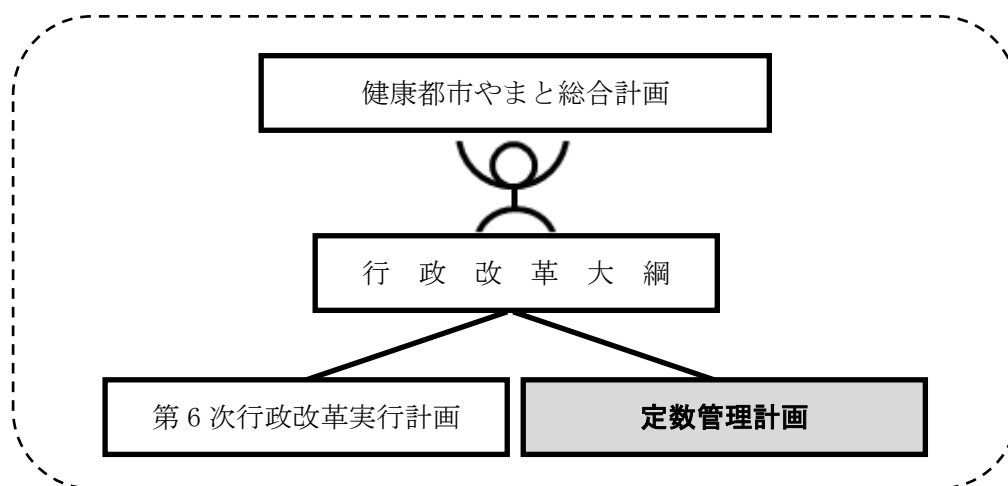 健康都市やまと総合計画
行 政 改 革 大 綱
第 6 次行政改革実行計画
定数管理計画